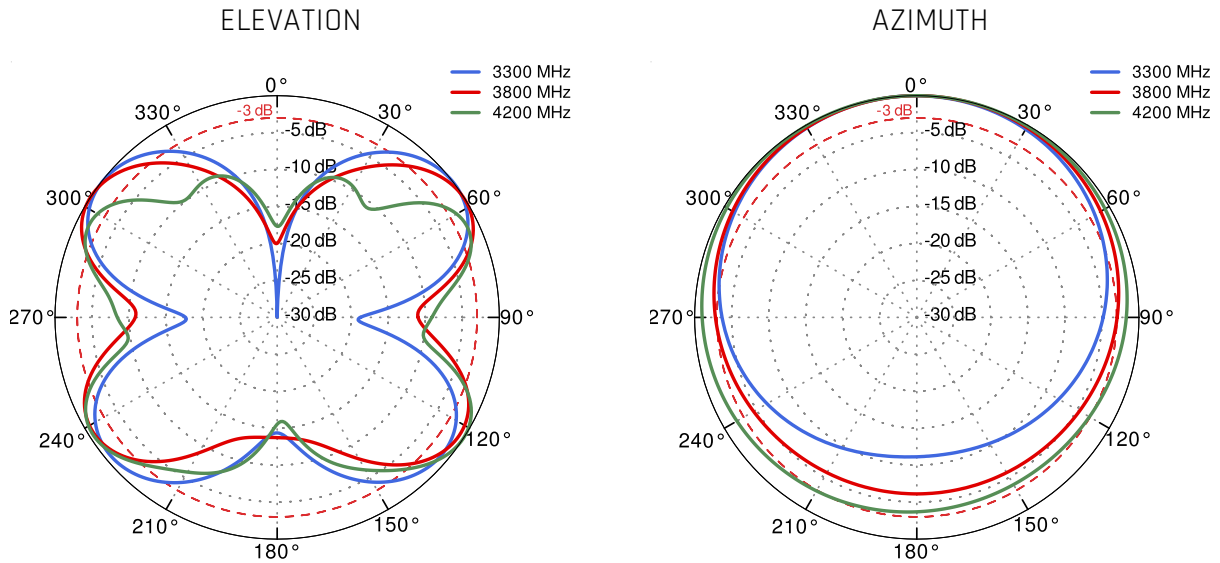 ELEVATION
AZIMUTH
3300 MHz
3800 MHz
4200 MHz
0°
30°
60°
90°
120°
150°
180°
210°
240°
270°
300°
330°
-3 dB
-5 dB
-10 dB
-15 dB
-20 dB
-25 dB
-30 dB
3300 MHz
3800 MHz
4200 MHz
0°
30°
60°
90°
120°
150°
180°
210°
240°
270°
300°
330°
-3 dB
-5 dB
-10 dB
-15 dB
-20 dB
-25 dB
-30 dB